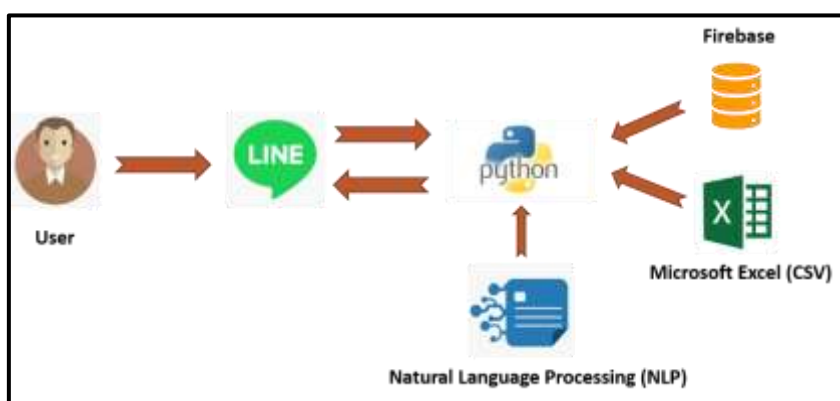 Firebase
LINE
python
User
Microsoft Excel (CSV)
X
Natural Language Processing (NLP)